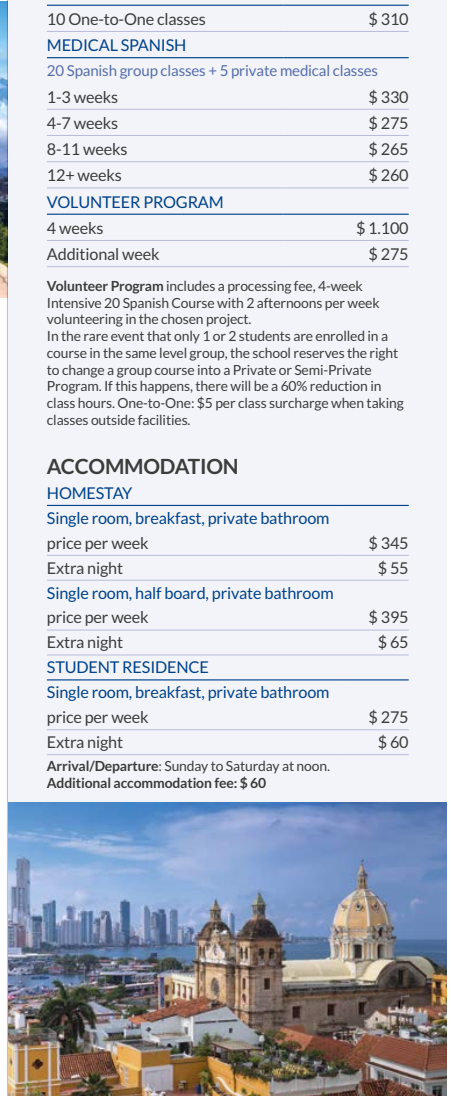 10 One-to-One classes $ 310
MEDICAL SPANISH
20 Spanish group classes + 5 private medical classes
1-3 weeks $ 330
4-7 weeks $ 275
8-11 weeks $ 265
12+ weeks $ 260
VOLUNTEER PROGRAM
4 weeks $ 1.100
Additional week $ 275
Volunteer Program includes a processing fee, 4-week
Intensive 20 Spanish Course with 2 afternoons per week
volunteering in the chosen project.
In the rare event that only 1 or 2 students are enrolled in a
course in the same level group, the school reserves the right
to change a group course into a Private or Semi-Private
Program. If this happens, there will be a 60% reduction in
class hours. One-to-One: $5 per class surcharge when taking
classes outside facilities.
ACCOMMODATION
HOMESTAY
Single room, breakfast, private bathroom
price per week $ 345
Extra night $ 55
Single room, half board, private bathroom
price per week $ 395
Extra night $ 65
STUDENT RESIDENCE
Single room, breakfast, private bathroom
price per week $ 275
Extra night $ 60
Arrival/Departure: Sunday to Saturday at noon.
Additional accommodation fee: $ 60